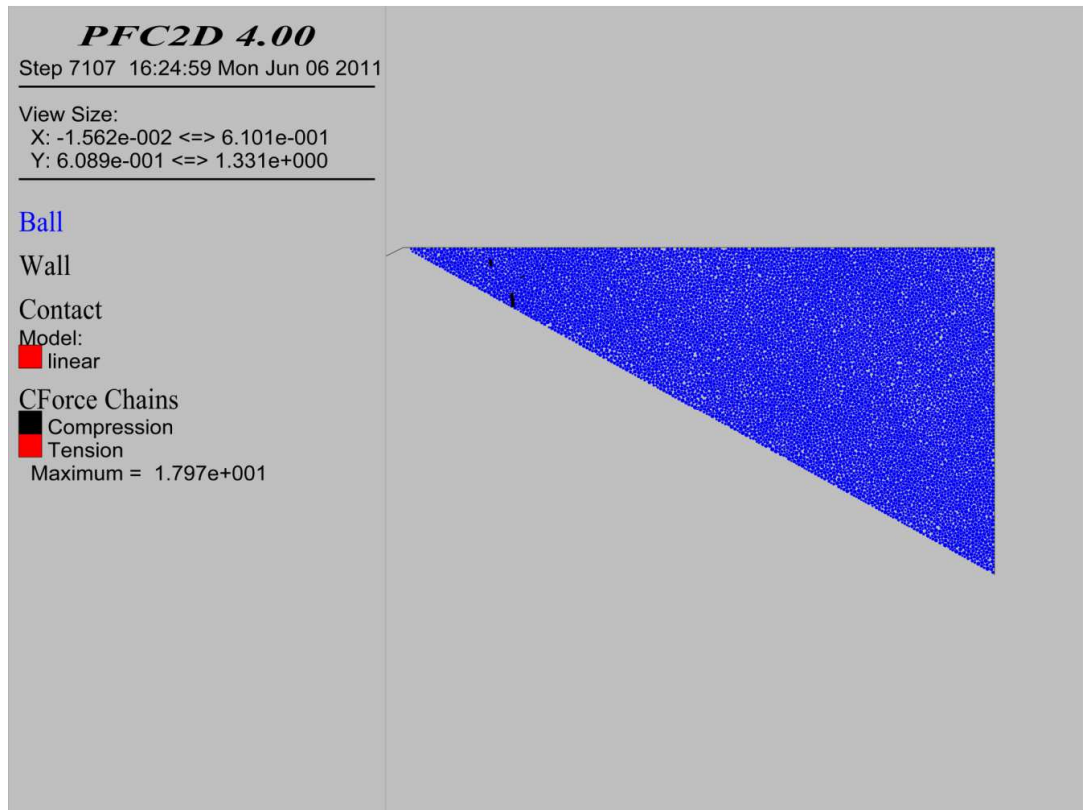 PFC2D 4.00
Step 7107 16:24:59 Mon Jun 06 2011
View Size:
X: -1.562e-002 <=> 6.101e-001
Y: 6.089e-001 <=> 1.331e+000
Ball
Wall
Contact
Model:
linear
CForce Chains
Compression
Tension
Maximum = 1.797e+001